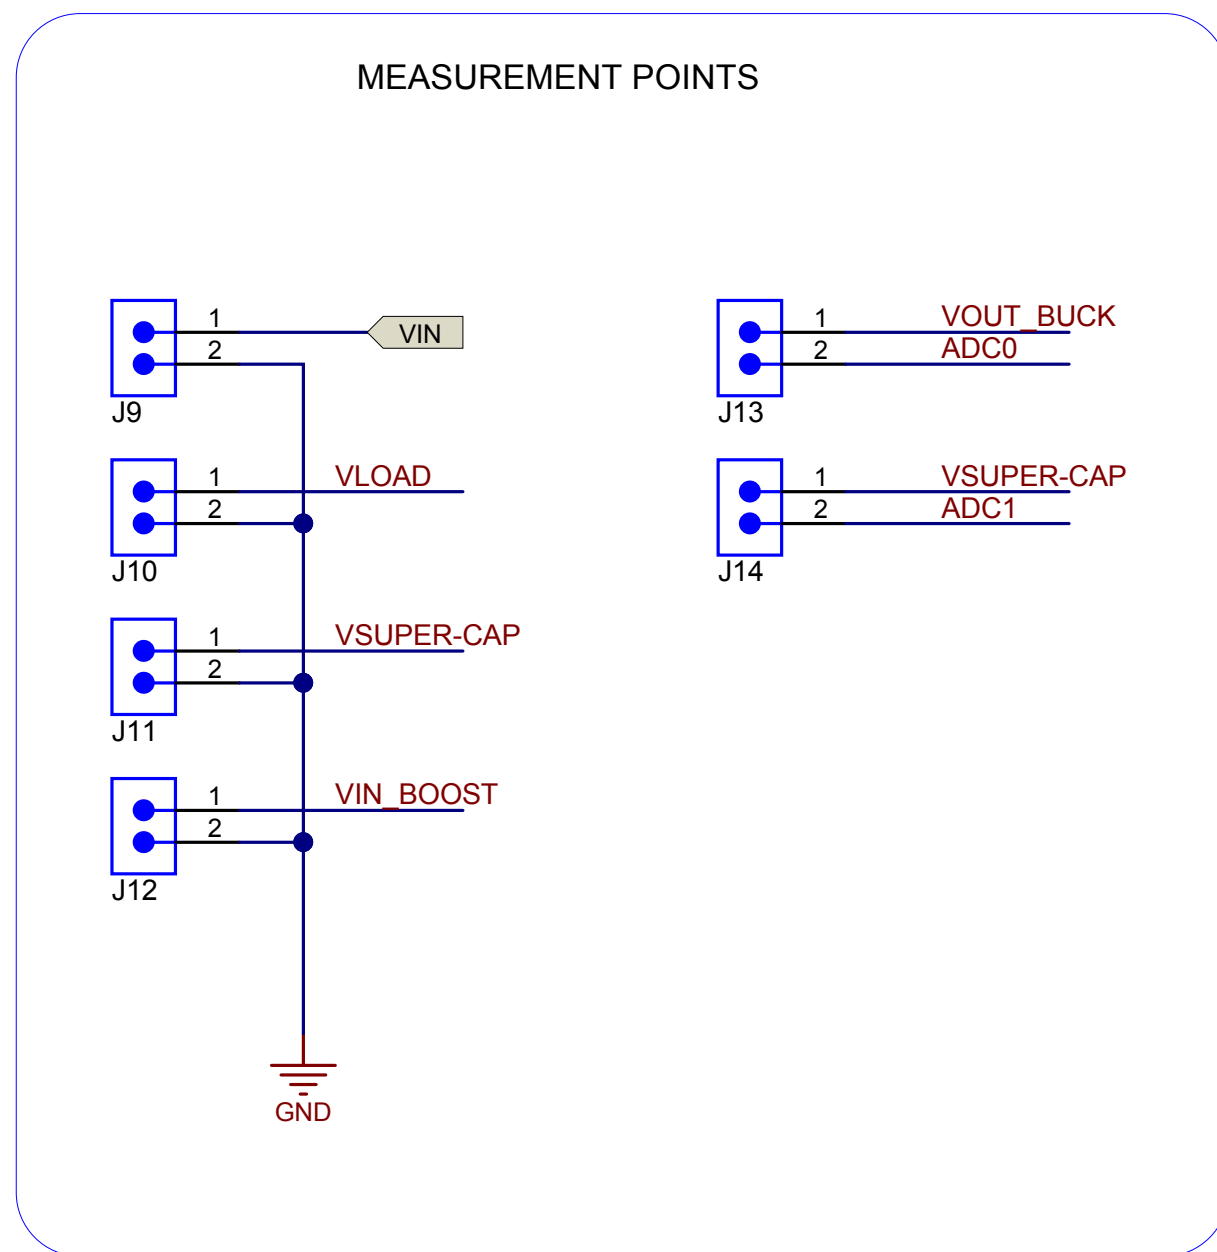 MEASUREMENT POINTS
1 VIN
2
J9
1 VLOAD
2
J10
1 VSUPER-CAP
2
J11
1 VIN_BOOST
2
J12
GND
1 VOUT_BUCK
2 ADC0
J13
1 VSUPER-CAP
2 ADC1
J14